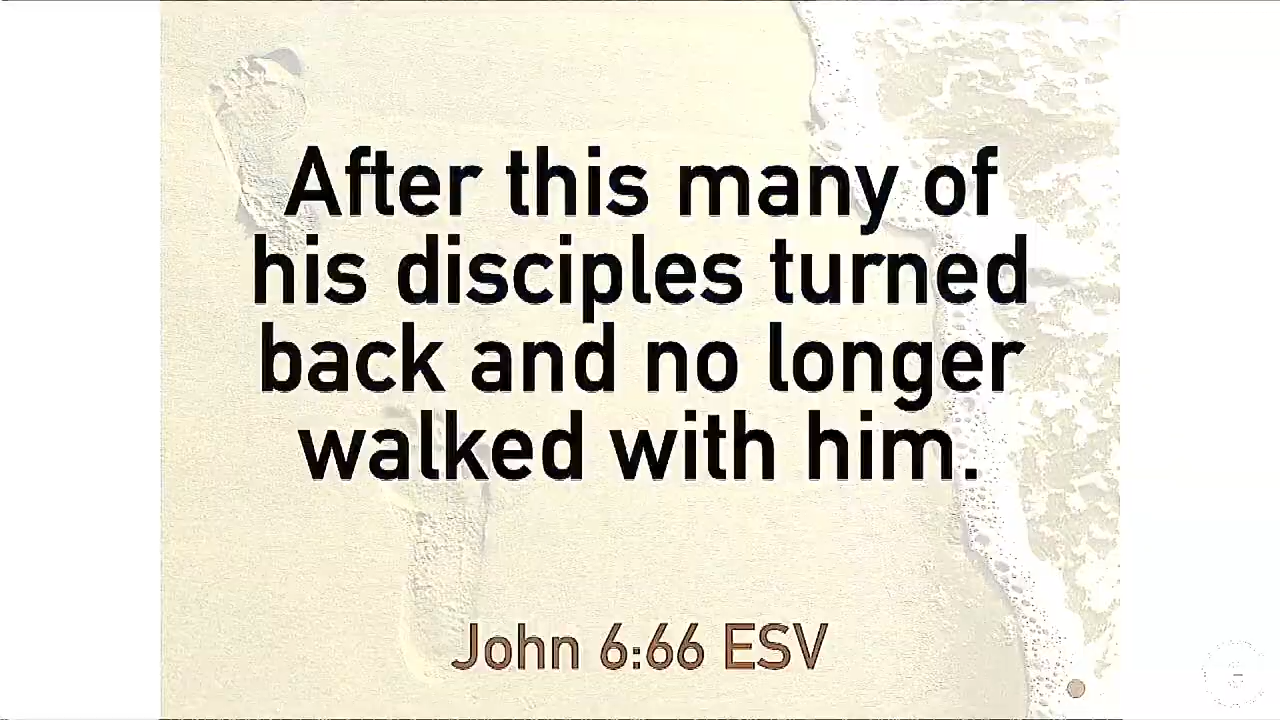 After this many of
his disciples turned
back and no longer
walked with him.
John 6:66 ESV